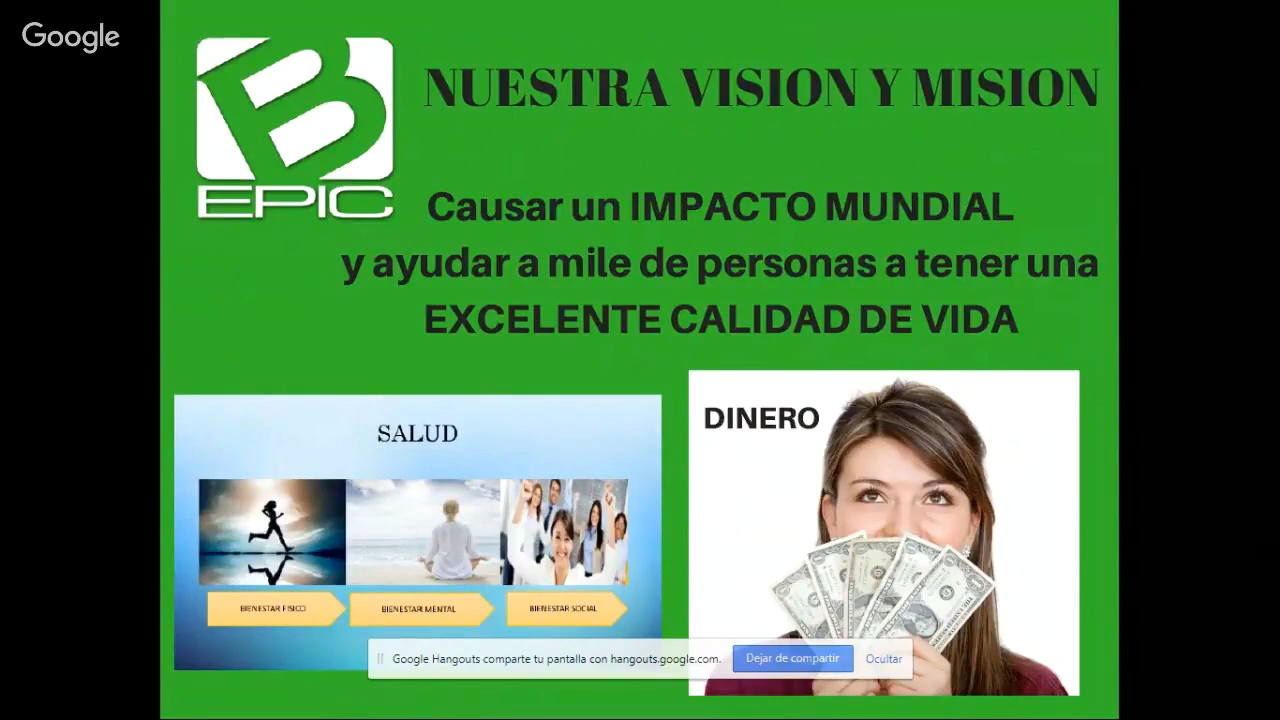 Google
B
EPIC
NUESTRA VISION Y MISION
Causar un IMPACTO MUNDIAL
y ayudar a mile de personas a tener una
EXCELENTE CALIDAD DE VIDA
SALUD
BIENESTAR FISICO
BIENESTAR MENTAL
BIENESTAR SOCIAL
DINERO
Google Hangouts comparte tu pantalla con hangouts.google.com.
Dejar de compartir
Ocultar